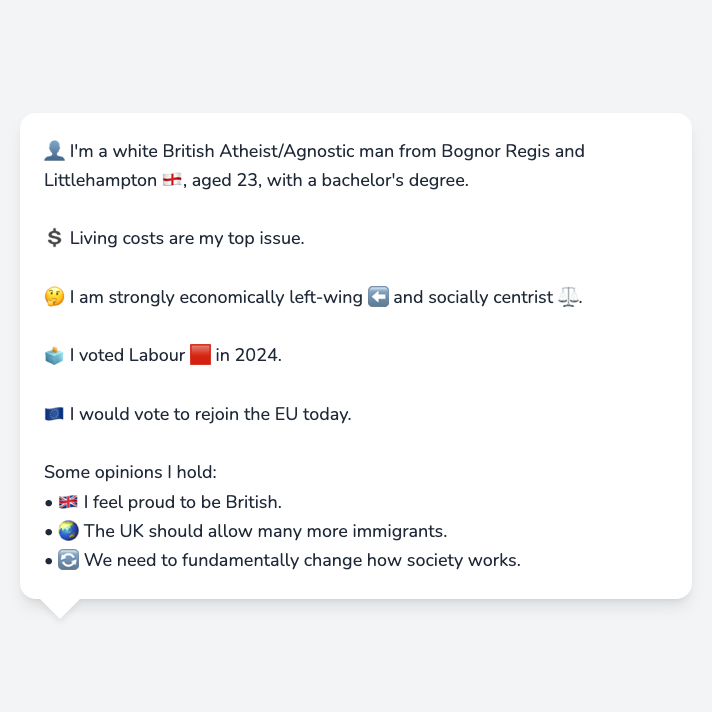 👤 I'm a white British Atheist/Agnostic man from Bognor Regis and
Littlehampton 🏴󠁧󠁢󠁥󠁮󠁧󠁿, aged 23, with a bachelor's degree.
💲 Living costs are my top issue.
🤔 I am strongly economically left-wing ⬅️ and socially centrist ⚖️.
🗳️ I voted Labour 🟥 in 2024.
🇪🇺 I would vote to rejoin the EU today.
Some opinions I hold:
• 🇬🇧 I feel proud to be British.
• 🌏 The UK should allow many more immigrants.
• 🔄 We need to fundamentally change how society works.